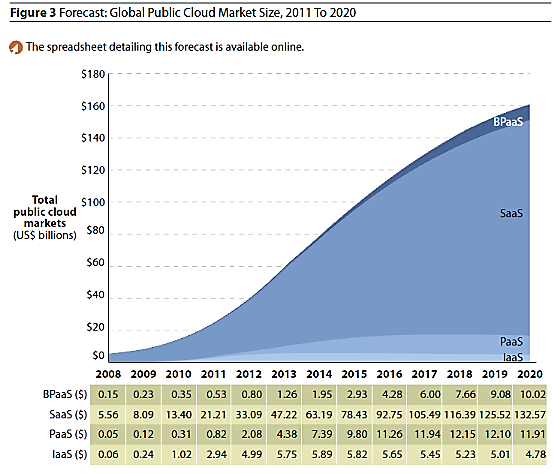 Figure 3 Forecast: Global Public Cloud Market Size, 2011 To 2020
The spreadsheet detailing this forecast is available online.
$180
$160
$140
$120
$100
$80
$60
$40
$20
$0
Total
public cloud
markets
(US$ billions)
BPaaS
SaaS
PaaS
IaaS
2008 2009 2010 2011 2012 2013 2014 2015 2016 2017 2018 2019 2020
BPaaS ($) 0.15 0.23 0.35 0.53 0.80 1.26 1.95 2.93 4.28 6.00 7.66 9.08 10.02
SaaS ($) 5.56 8.09 13.40 21.21 33.09 47.22 63.19 78.43 92.75 105.49 116.39 125.52 132.57
PaaS ($) 0.05 0.12 0.31 0.82 2.08 4.38 7.39 9.80 11.26 11.94 12.15 12.10 11.91
IaaS ($) 0.06 0.24 1.02 2.94 4.99 5.75 5.89 5.82 5.65 5.45 5.23 5.01 4.78